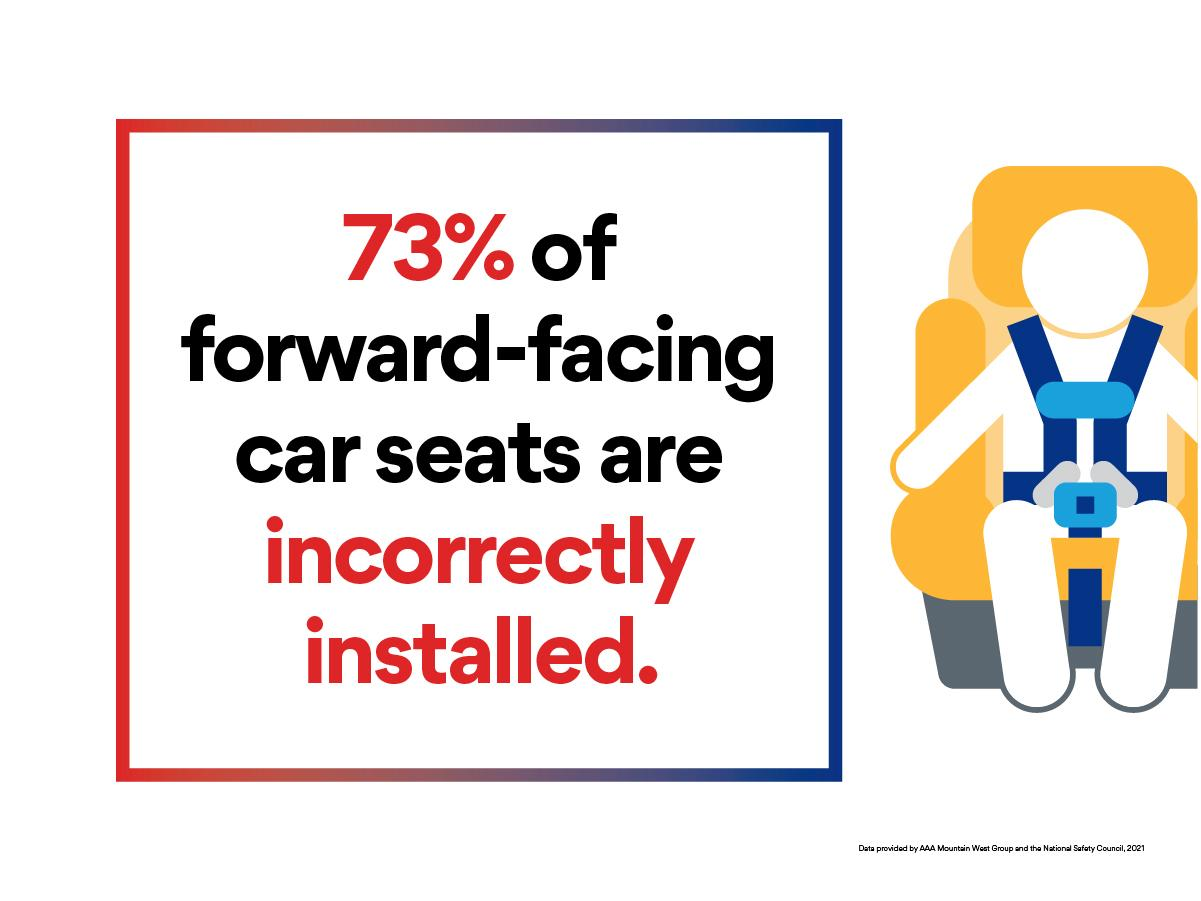 73% of
forward-facing
car seats are
incorrectly
installed.
Data provided by AAA Mountain West Group and the National Safety Council, 2021